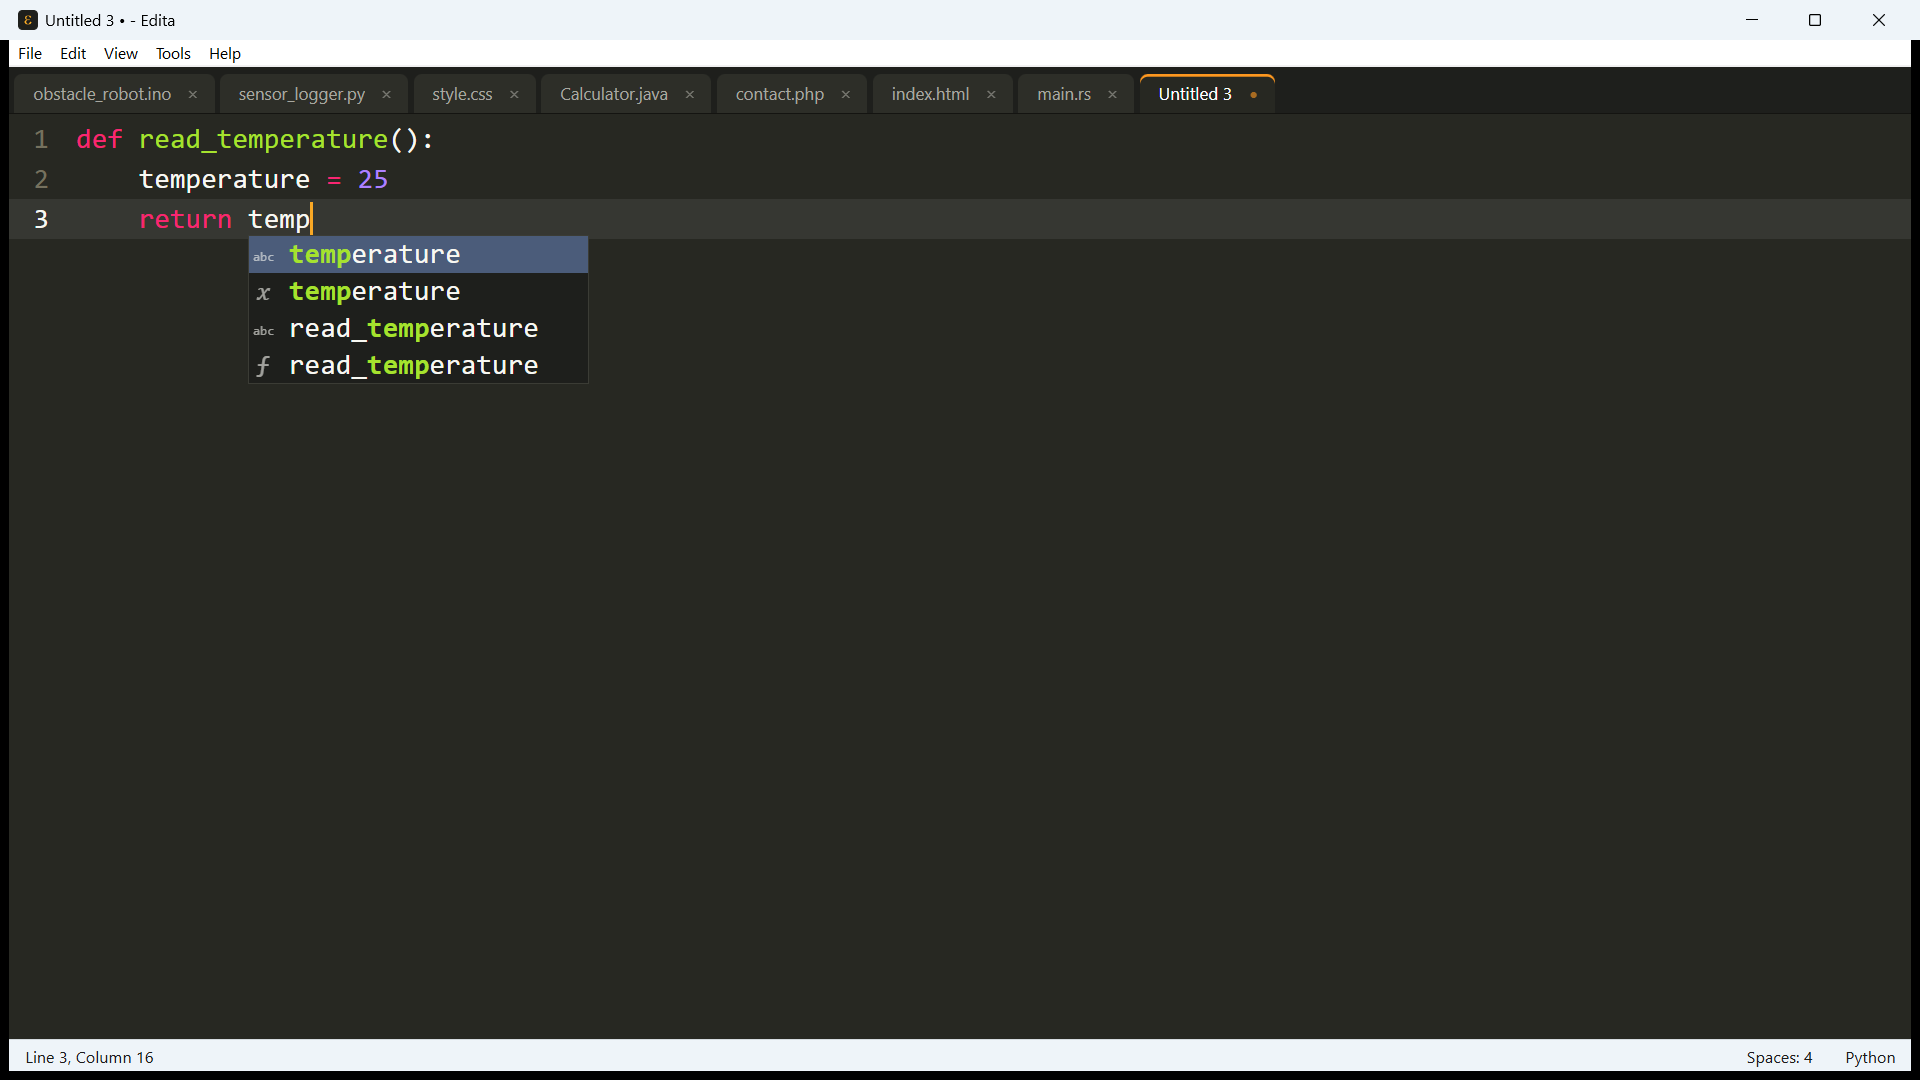 Untitled 3 • - Edita
File Edit View Tools Help
obstacle_robot.ino × sensor_logger.py × style.css × Calculator.java × contact.php × index.html × main.rs × Untitled 3 •
1 def read_temperature():
2     temperature = 25
3     return temp
abc temperature
x temperature
abc read_temperature
ƒ read_temperature
Line 3, Column 16 Spaces: 4 Python